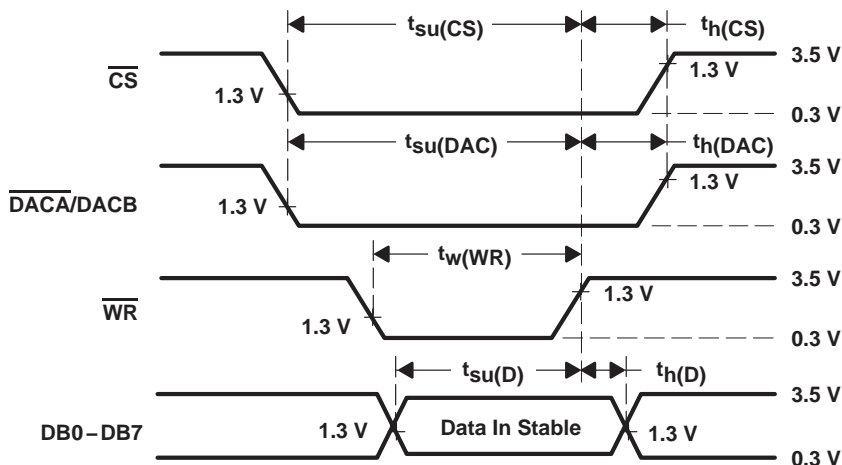 tsu(CS) th(CS)
CS 1.3 V 1.3 V 3.5 V
0.3 V
tsu(DAC) th(DAC)
DACA/DACB 1.3 V 1.3 V 3.5 V
0.3 V
tw(WR)
WR 1.3 V 1.3 V 3.5 V
0.3 V
tsu(D) th(D)
DB0–DB7 1.3 V Data In Stable 1.3 V 3.5 V
0.3 V